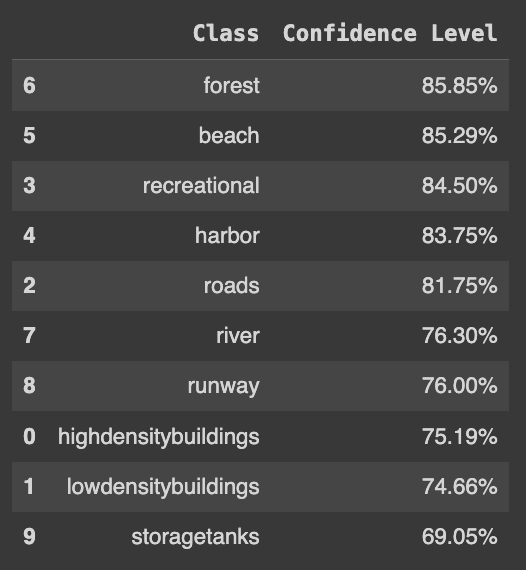 Class Confidence Level
6 forest 85.85%
5 beach 85.29%
3 recreational 84.50%
4 harbor 83.75%
2 roads 81.75%
7 river 76.30%
8 runway 76.00%
0 highdensitybuildings 75.19%
1 lowdensitybuildings 74.66%
9 storagetanks 69.05%